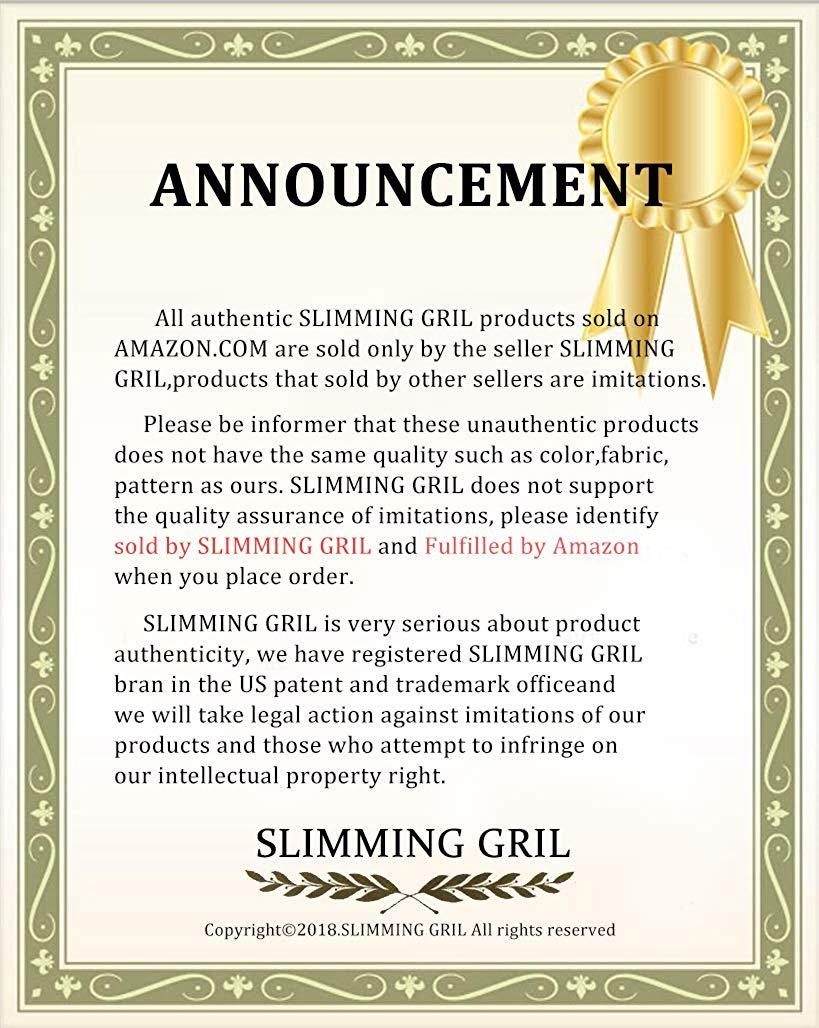 ANNOUNCEMENT
All authentic SLIMMING GRIL products sold on
AMAZON.COM are sold only by the seller SLIMMING
GRIL,products that sold by other sellers are imitations.
Please be informer that these unauthentic products
does not have the same quality such as color,fabric,
pattern as ours. SLIMMING GRIL does not support
the quality assurance of imitations, please identify
sold by SLIMMING GRIL and Fulfilled by Amazon
when you place order.
SLIMMING GRIL is very serious about product
authenticity, we have registered SLIMMING GRIL
bran in the US patent and trademark officeand
we will take legal action against imitations of our
products and those who attempt to infringe on
our intellectual property right.
SLIMMING GRIL
Copyright©2018.SLIMMING GRIL All rights reserved